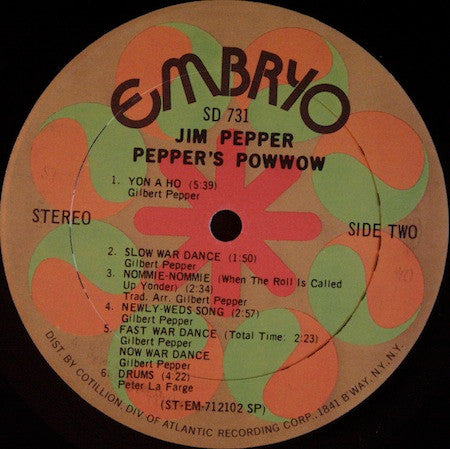 EMBRYO
SD 731
JIM PEPPER
PEPPER'S POWWOW
1. YON A HO (5:39)
Gilbert Pepper
STEREO
SIDE TWO
2. SLOW WAR DANCE (1:50)
Gilbert Pepper
3. NOMMIE-NOMMIE (When The Roll Is Called
Up Yonder) (2:34)
Trad. Arr. Gilbert Pepper
4. NEWLY-WEDS SONG (2:57)
Gilbert Pepper
5. FAST WAR DANCE (Total Time: 2:23)
Gilbert Pepper
NOW WAR DANCE
Gilbert Pepper
6. DRUMS (4:22)
Peter La Farge
(ST-EM-712102 SP)
DIST. BY COTILLION, DIV. OF ATLANTIC RECORDING CORP., 1841 B'WAY, N.Y., N.Y.